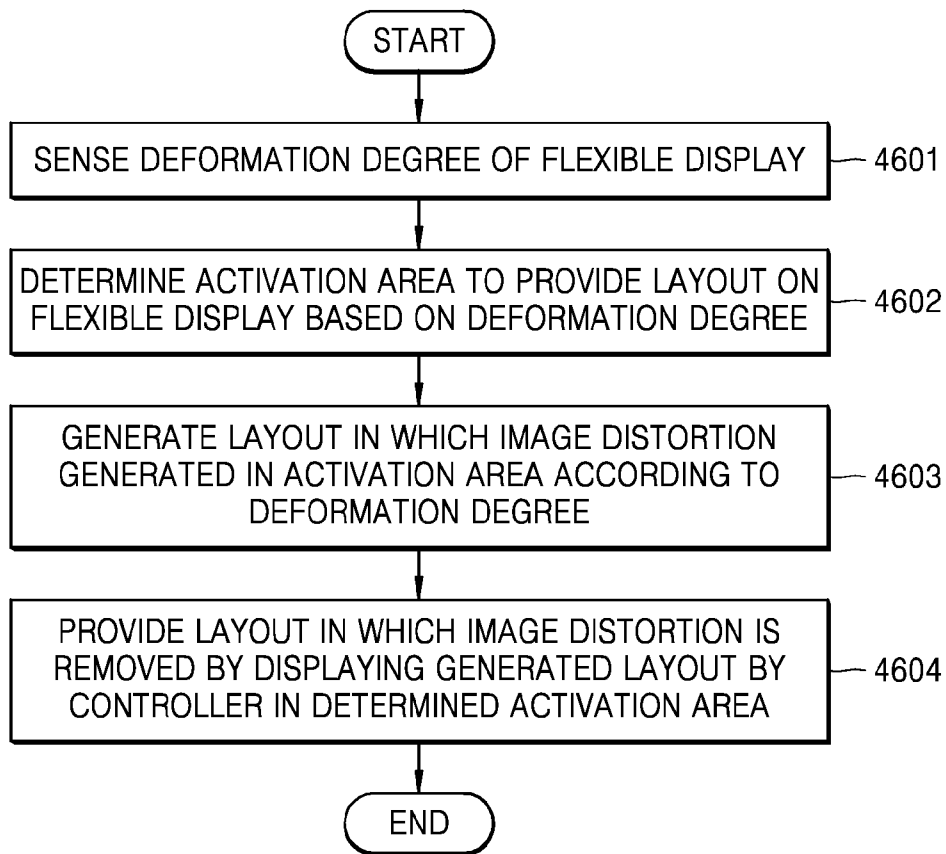 START
SENSE DEFORMATION DEGREE OF FLEXIBLE DISPLAY
4601
DETERMINE ACTIVATION AREA TO PROVIDE LAYOUT ON
FLEXIBLE DISPLAY BASED ON DEFORMATION DEGREE
4602
GENERATE LAYOUT IN WHICH IMAGE DISTORTION
GENERATED IN ACTIVATION AREA ACCORDING TO
DEFORMATION DEGREE
4603
PROVIDE LAYOUT IN WHICH IMAGE DISTORTION IS
REMOVED BY DISPLAYING GENERATED LAYOUT BY
CONTROLLER IN DETERMINED ACTIVATION AREA
4604
END